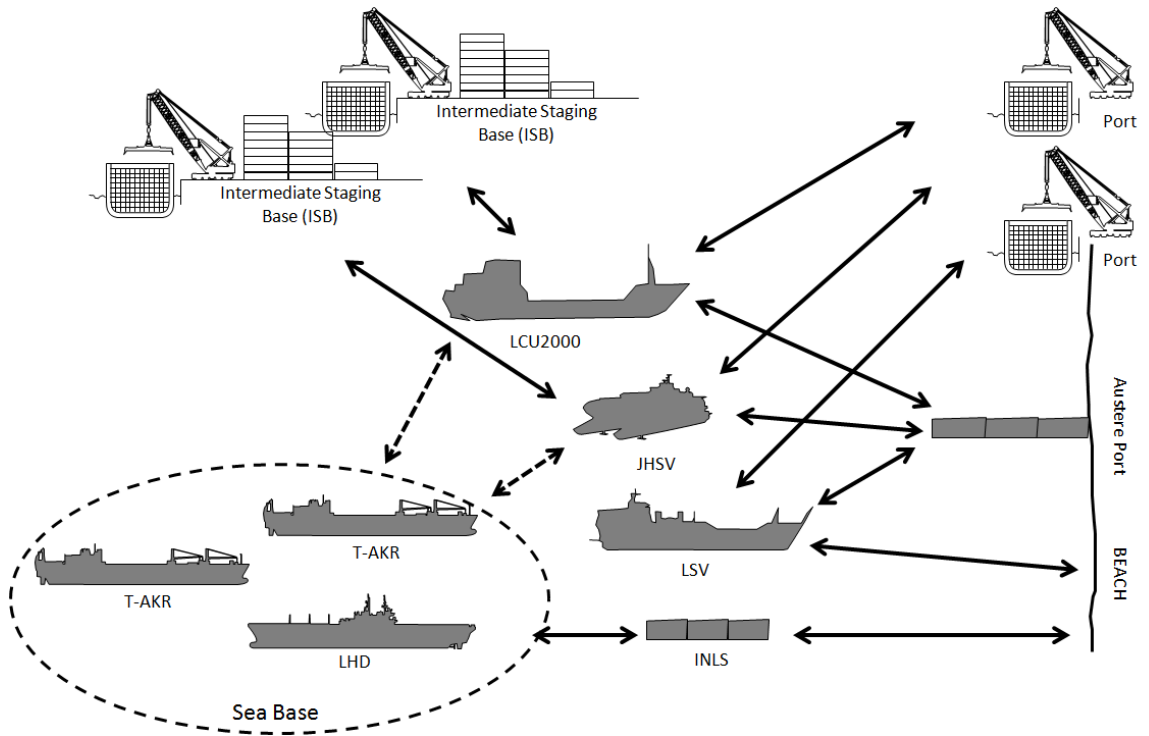 Intermediate Staging
Base (ISB)
Port
Intermediate Staging
Base (ISB)
Port
LCU2000
Austere Port
JHSV
T-AKR
LSV
BEACH
T-AKR
LHD
INLS
Sea Base